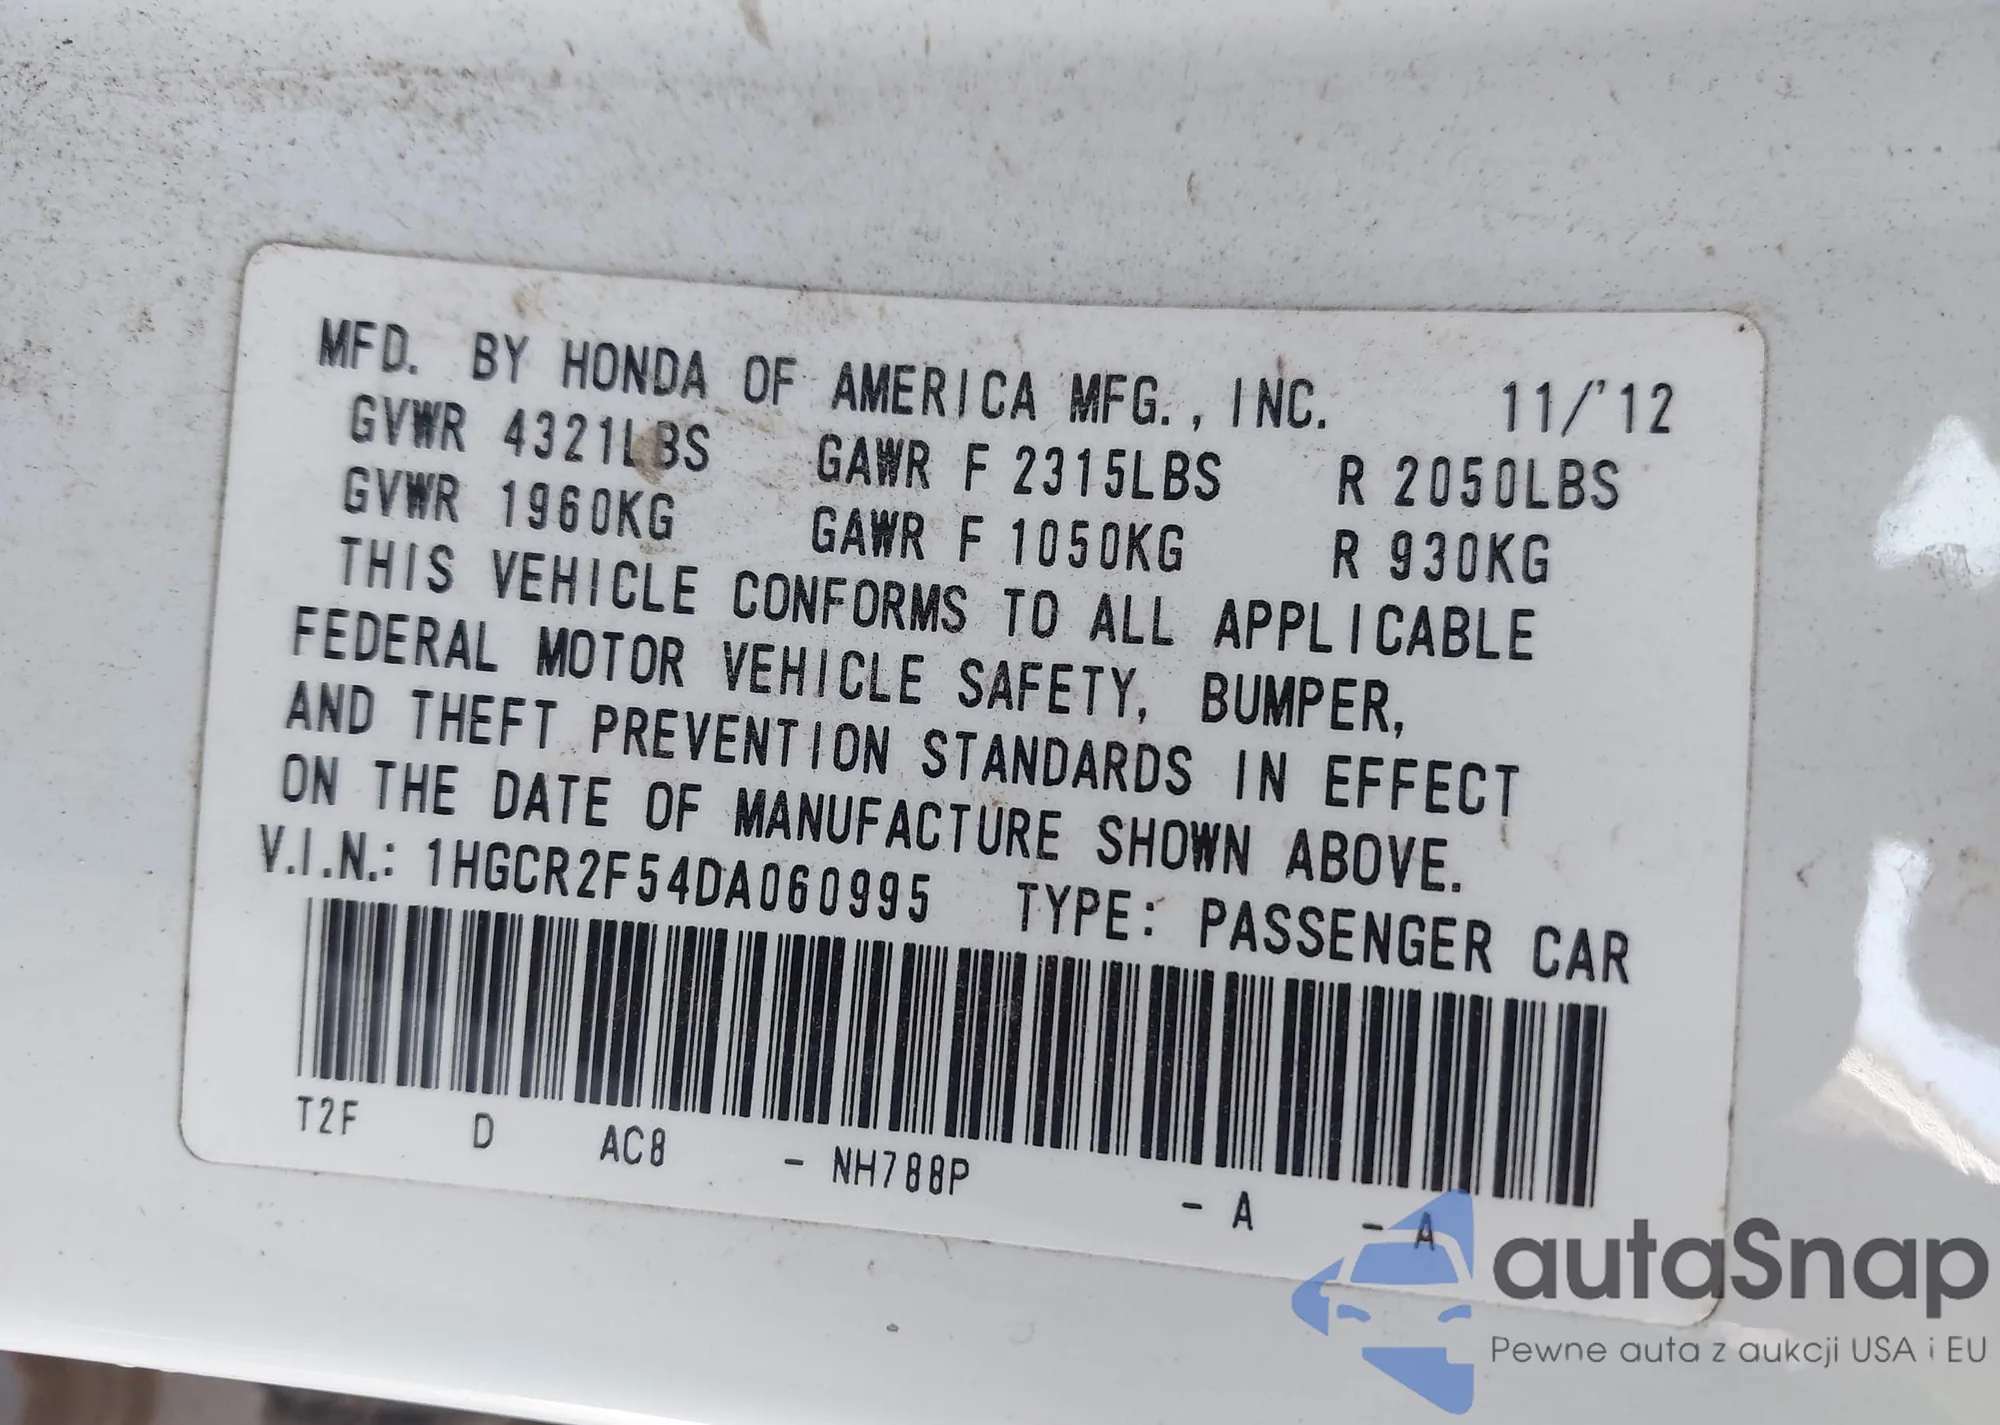 MFD. BY HONDA OF AMERICA MFG., INC. 11/'12
GVWR 4321LBS GAWR F 2315LBS R 2050LBS
GVWR 1960KG GAWR F 1050KG R 930KG
THIS VEHICLE CONFORMS TO ALL APPLICABLE
FEDERAL MOTOR VEHICLE SAFETY, BUMPER,
AND THEFT PREVENTION STANDARDS IN EFFECT
ON THE DATE OF MANUFACTURE SHOWN ABOVE.
V.I.N.: 1HGCR2F54DA060995 TYPE: PASSENGER CAR
T2F D AC8 - NH788P - A - A
autaSnap
Pewne auta z aukcji USA i EU